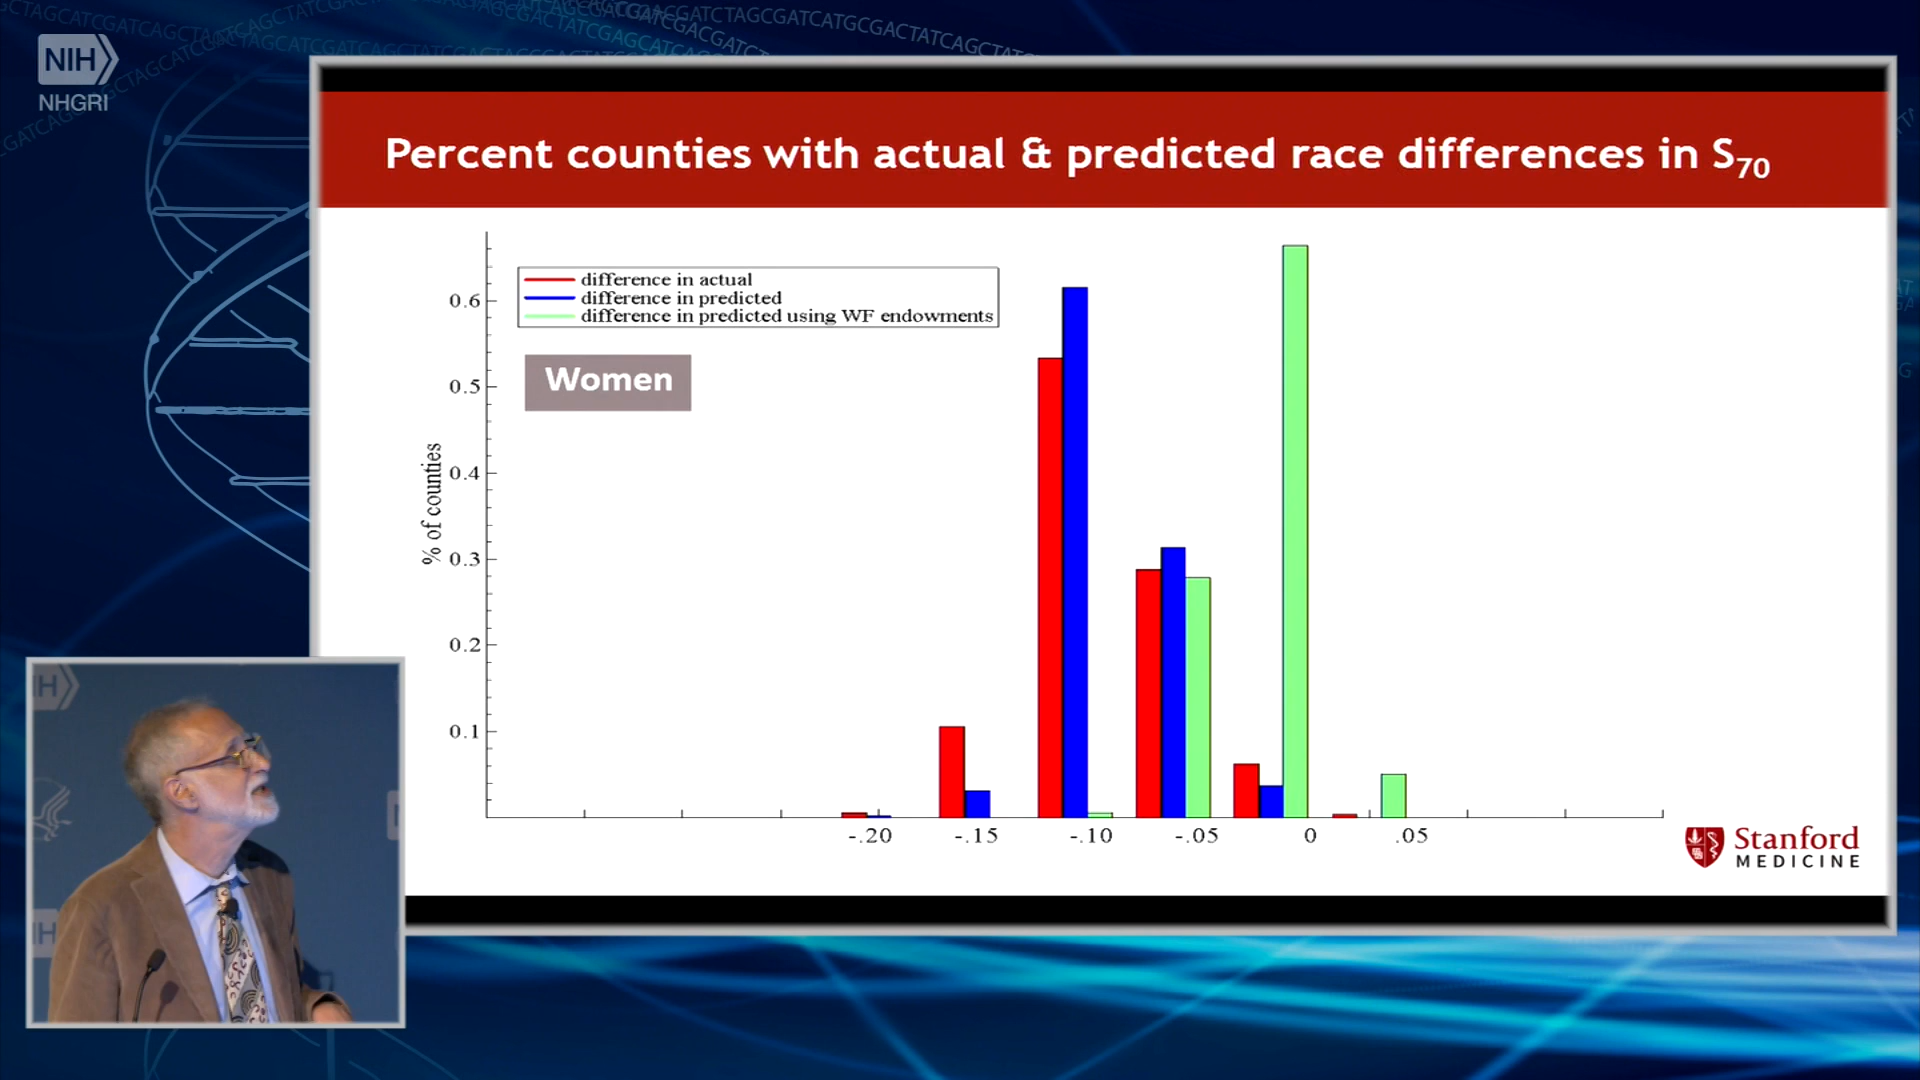 GCTAGCATCGATCTAGCGATCATGCGACTATCAGCTAT
NIH
NHGRI
Percent counties with actual & predicted race differences in S70
difference in actual
difference in predicted
difference in predicted using WF endowments
Women
% of counties
0.6
0.5
0.4
0.3
0.2
0.1
-.20 -.15 -.10 -.05 0 .05
Stanford
MEDICINE